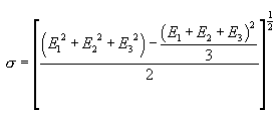 σ = [ ( (E₁² + E₂² + E₃²) − (E₁ + E₂ + E₃)² / 3 ) / 2 ]^(1/2)